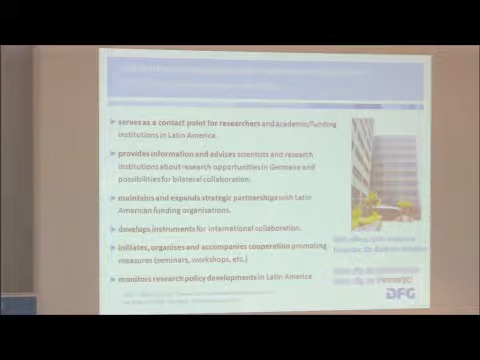 serves as a contact point for researchers and academic/funding
institutions in Latin America.
provides information and advises scientists and research
institutions about research opportunities in Germany and
possibilities for bilateral collaboration.
maintains and expands strategic partnerships with Latin
American funding organisations.
develops instruments for international collaboration.
initiates, organises and accompanies cooperation promoting
measures (seminars, workshops, etc.)
monitors research policy developments in Latin America
DFG